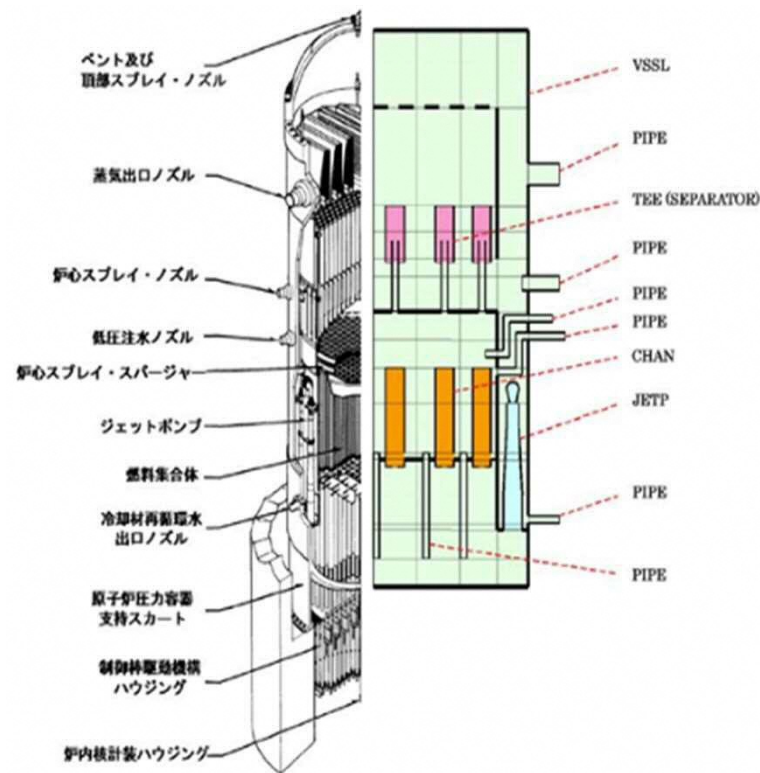 ベント及び
頂部スプレイ・ノズル
蒸気出口ノズル
炉心スプレイ・ノズル
低圧注水ノズル
炉心スプレイ・スパージャー
ジェットポンプ
燃料集合体
冷却材再循環水
出口ノズル
原子炉圧力容器
支持スカート
制御棒駆動機構
ハウジング
炉内核計装ハウジング
VSSL
PIPE
TEE (SEPARATOR)
PIPE
PIPE
PIPE
CHAN
JETP
PIPE
PIPE